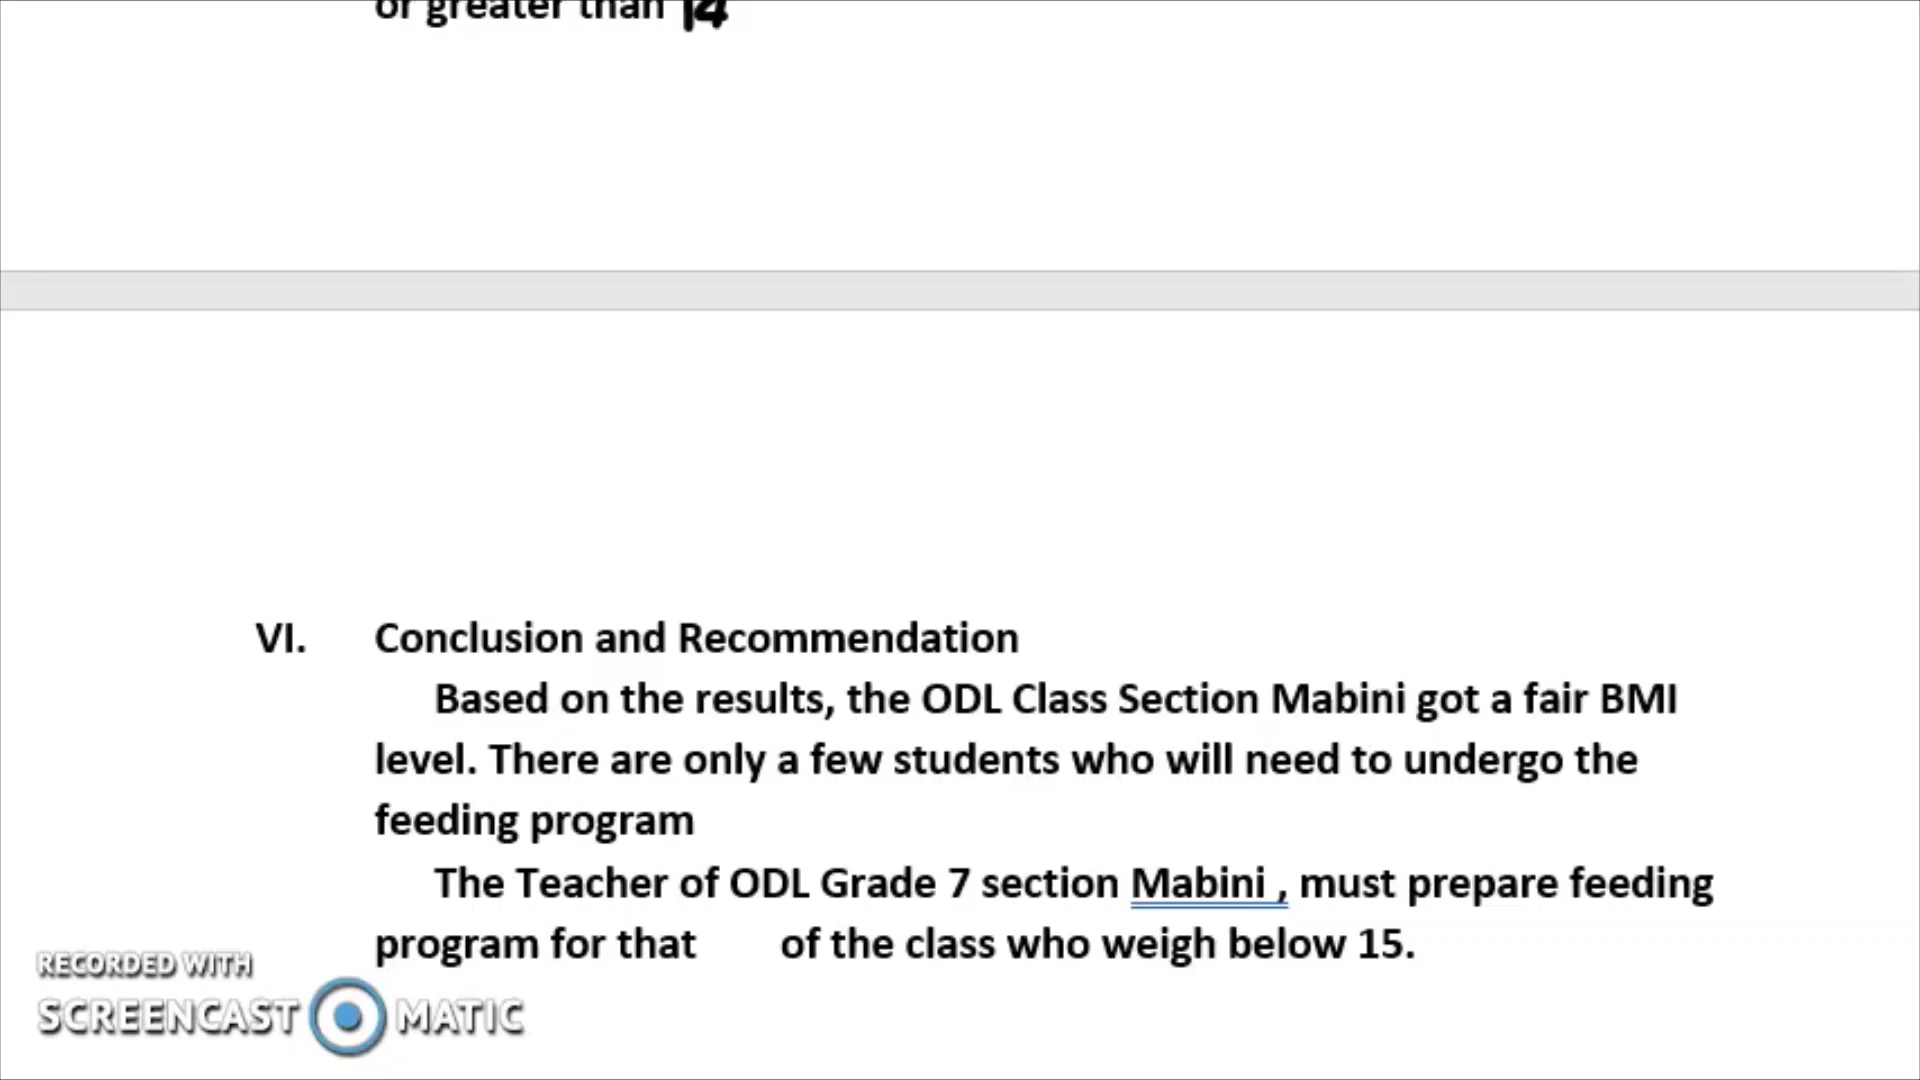 or greater than 14
VI. Conclusion and Recommendation
Based on the results, the ODL Class Section Mabini got a fair BMI
level. There are only a few students who will need to undergo the
feeding program
The Teacher of ODL Grade 7 section Mabini , must prepare feeding
program for that of the class who weigh below 15.
RECORDED WITH
SCREENCAST MATIC